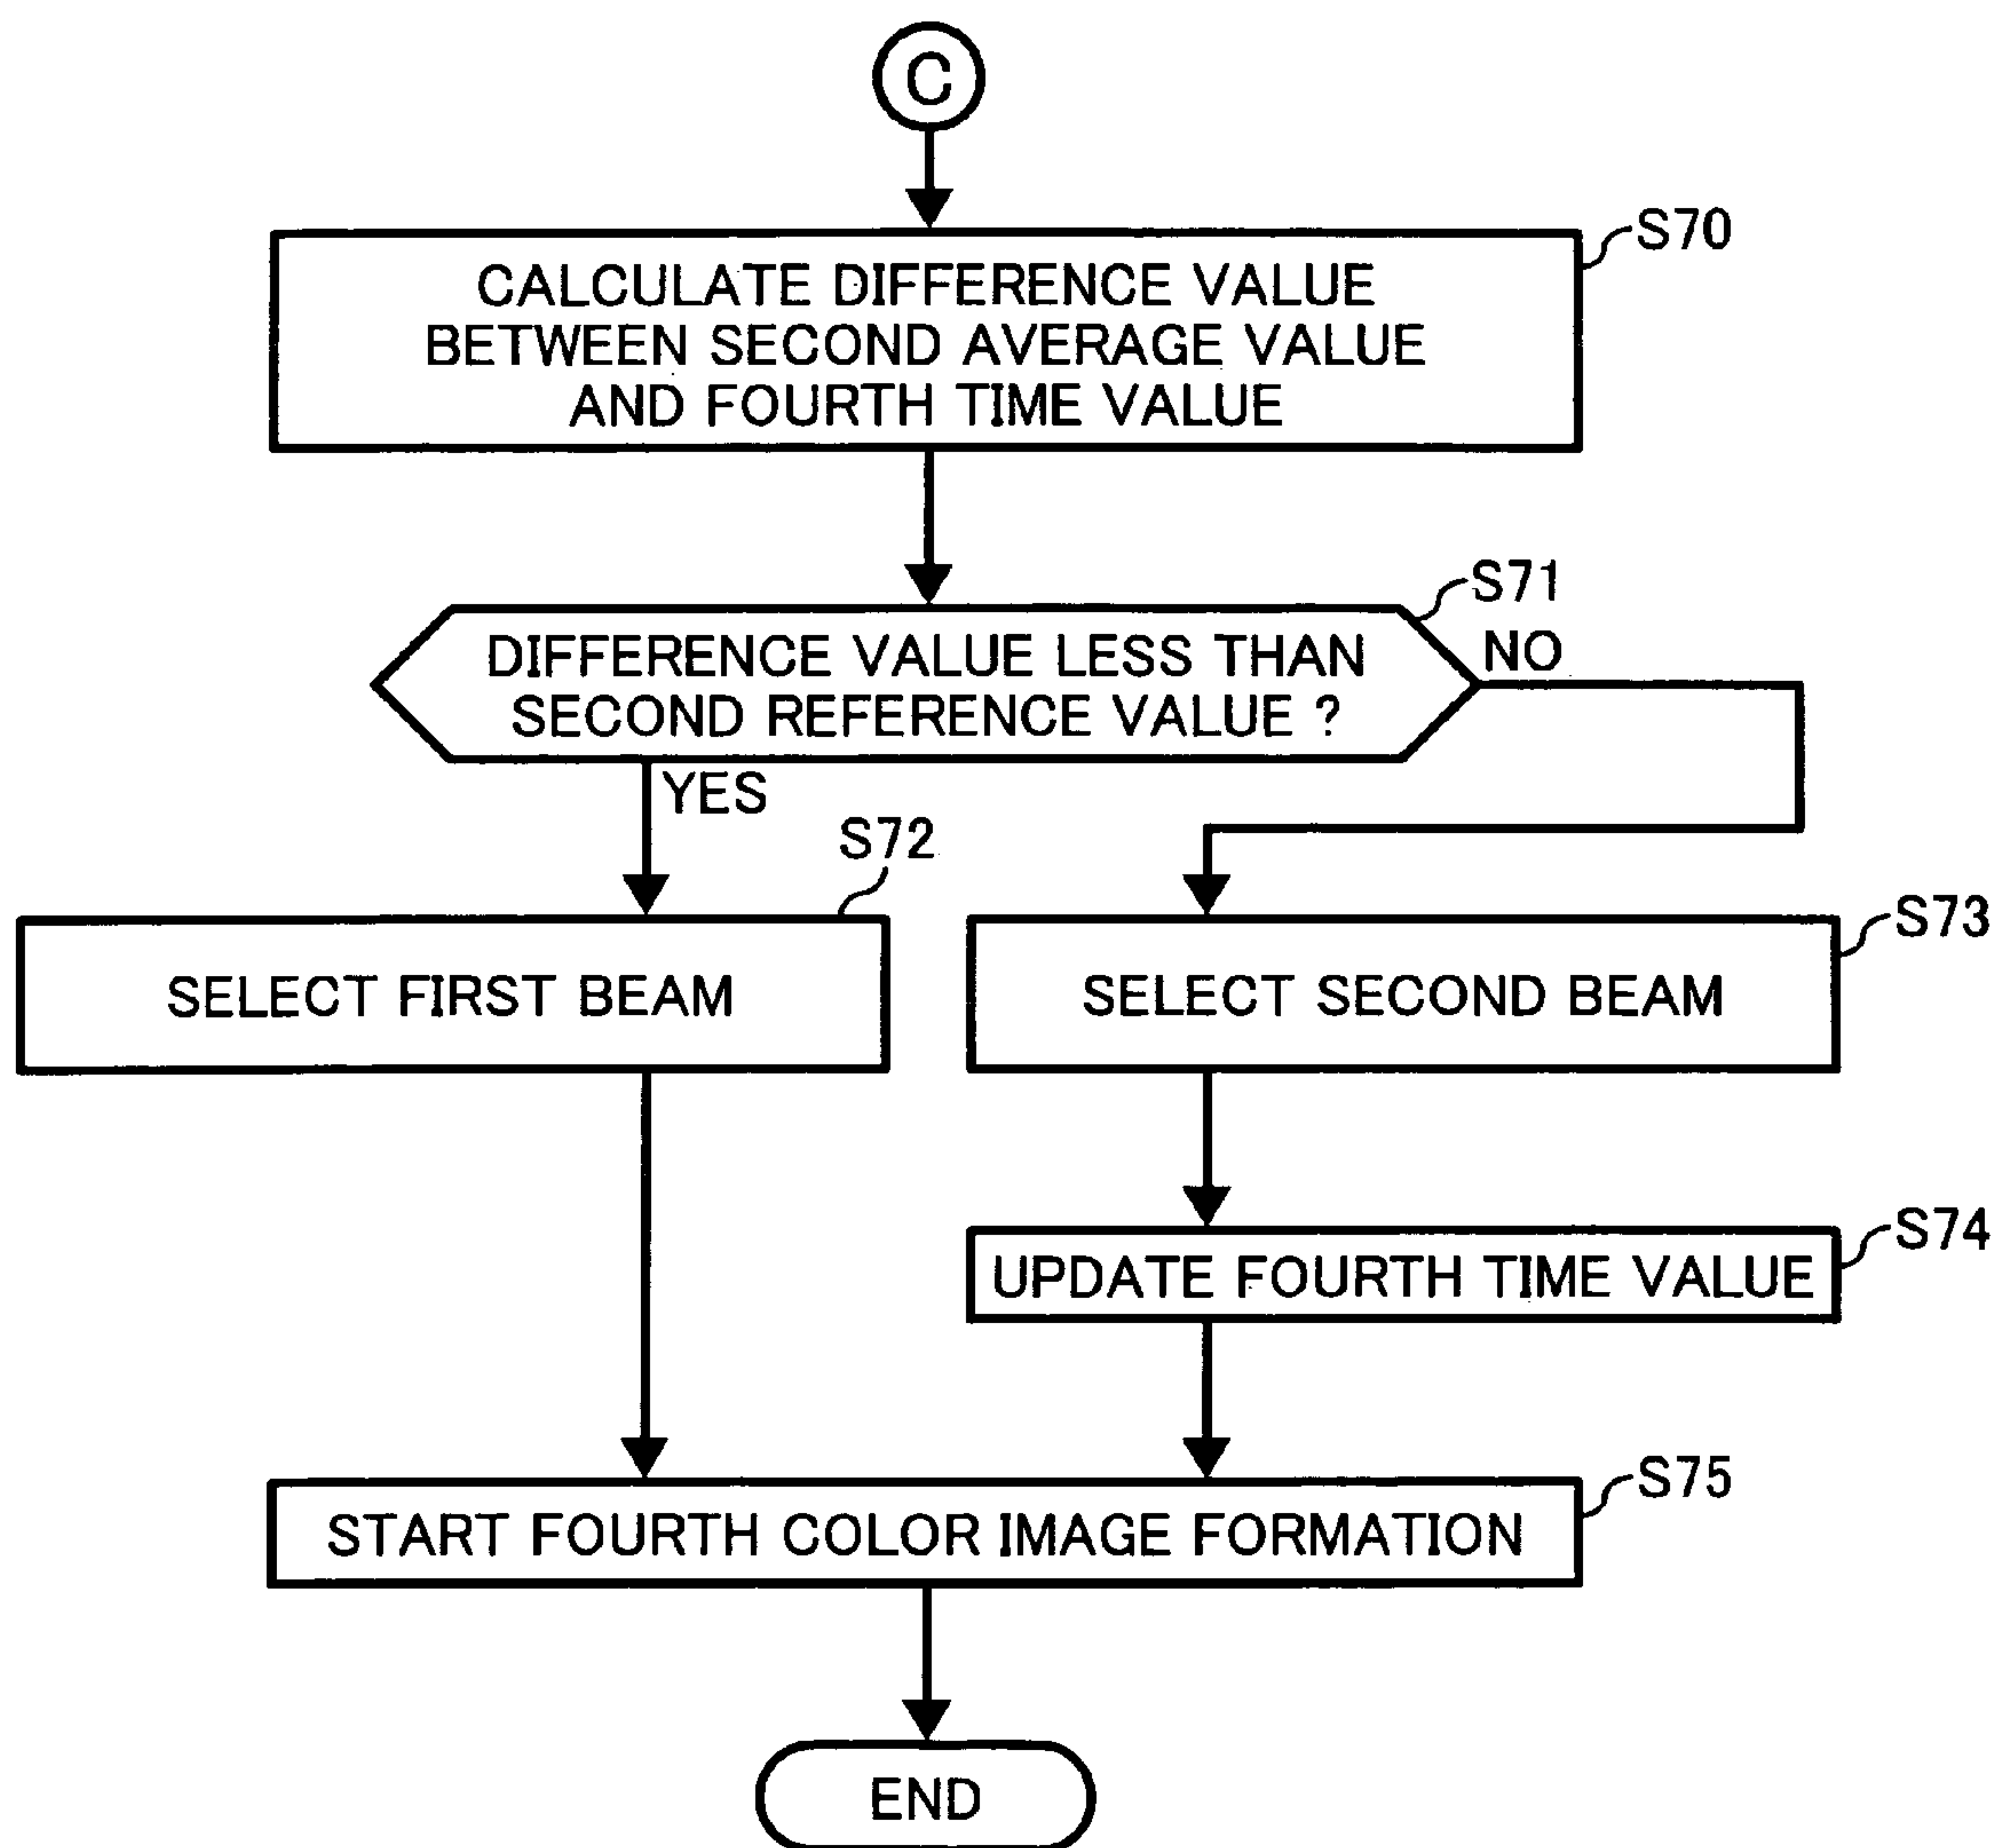 C
S70
CALCULATE DIFFERENCE VALUE
BETWEEN SECOND AVERAGE VALUE
AND FOURTH TIME VALUE
S71
DIFFERENCE VALUE LESS THAN
SECOND REFERENCE VALUE ?
NO
YES
S72
SELECT FIRST BEAM
S73
SELECT SECOND BEAM
S74
UPDATE FOURTH TIME VALUE
S75
START FOURTH COLOR IMAGE FORMATION
END